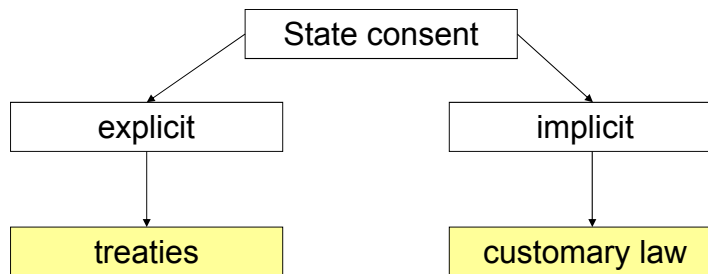 State consent
explicit
implicit
treaties
customary law